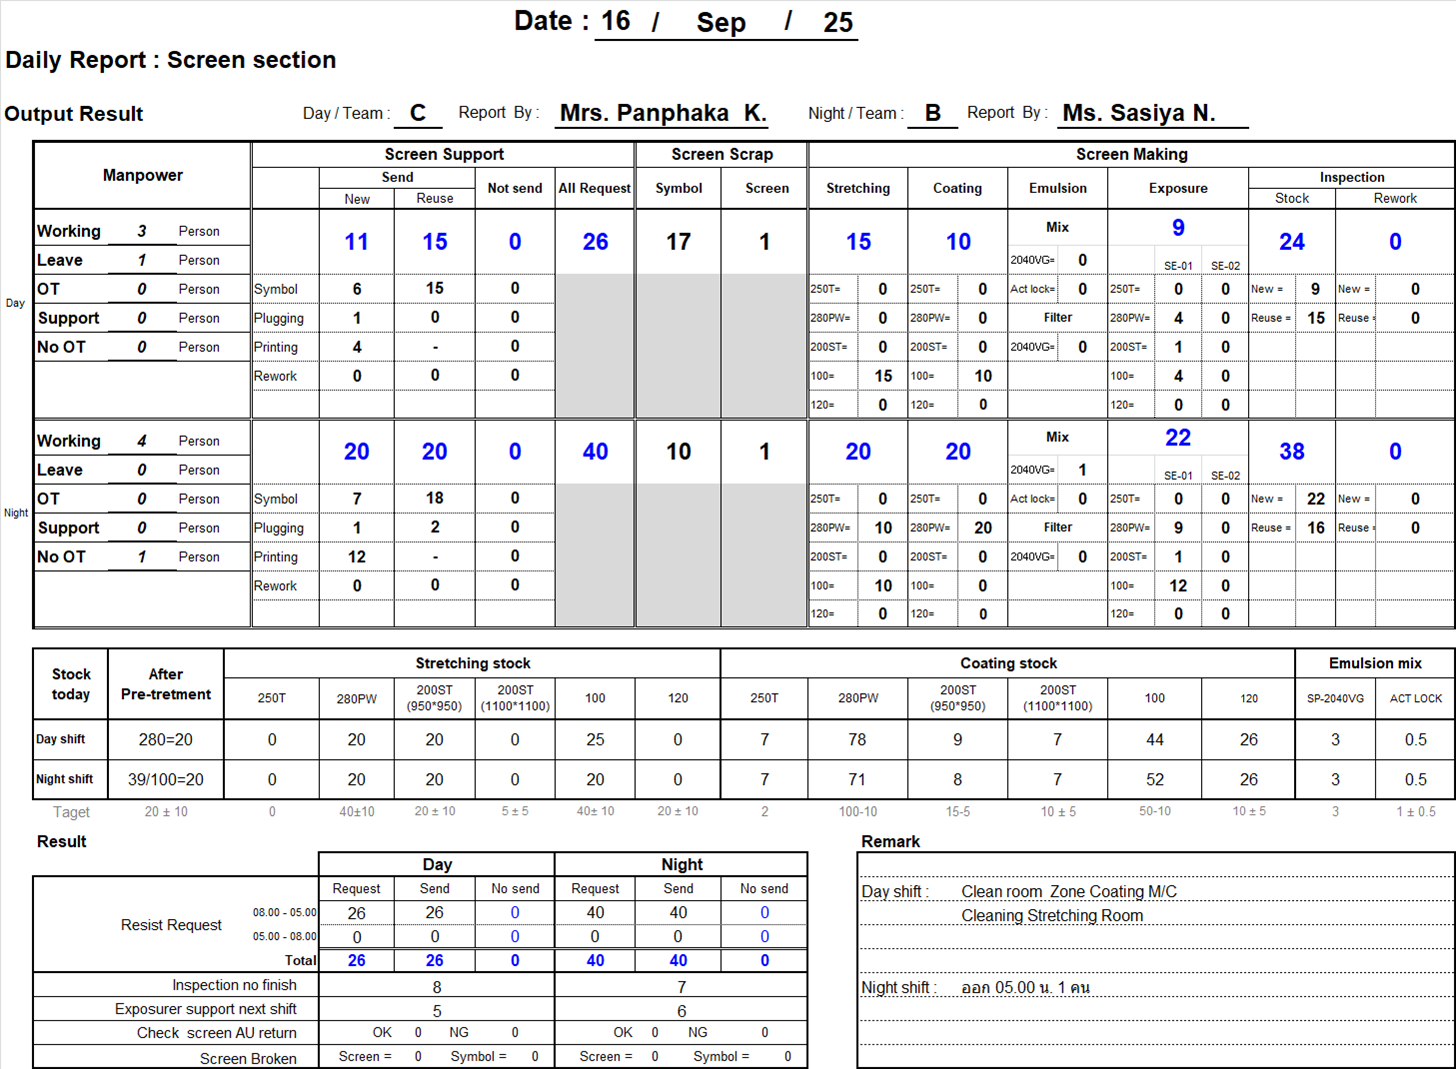 Date : 16 / Sep / 25
Daily Report : Screen section
Output Result Day / Team : C Report By : Mrs. Panphaka K. Night / Team : B Report By : Ms. Sasiya N.
Manpower Screen Support Screen Scrap Screen Making
Send Not send All Request Symbol Screen Stretching Coating Emulsion Exposure Inspection
New Reuse Stock Rework
Day
Working 3 Person 11 15 0 26 17 1 15 10 Mix 9 24 0
Leave 1 Person 2040VG= 0 SE-01 SE-02
OT 0 Person Symbol 6 15 0 250T= 0 250T= 0 Act lock= 0 250T= 0 0 New = 9 New = 0
Support 0 Person Plugging 1 0 0 280PW= 0 280PW= 0 Filter 280PW= 4 0 Reuse = 15 Reuse = 0
No OT 0 Person Printing 4 - 0 200ST= 0 200ST= 0 2040VG= 0 200ST= 1 0
Rework 0 0 0 100= 15 100= 10 100= 4 0
120= 0 120= 0 120= 0 0
Night
Working 4 Person 20 20 0 40 10 1 20 20 Mix 22 38 0
Leave 0 Person 2040VG= 1 SE-01 SE-02
OT 0 Person Symbol 7 18 0 250T= 0 250T= 0 Act lock= 0 250T= 0 0 New = 22 New = 0
Support 0 Person Plugging 1 2 0 280PW= 10 280PW= 20 Filter 280PW= 9 0 Reuse = 16 Reuse = 0
No OT 1 Person Printing 12 - 0 200ST= 0 200ST= 0 2040VG= 0 200ST= 1 0
Rework 0 0 0 100= 10 100= 0 100= 12 0
120= 0 120= 0 120= 0 0
Stock today After Pre-tretment Stretching stock Coating stock Emulsion mix
250T 280PW 200ST (950*950) 200ST (1100*1100) 100 120 250T 280PW 200ST (950*950) 200ST (1100*1100) 100 120 SP-2040VG ACT LOCK
Day shift 280=20 0 20 20 0 25 0 7 78 9 7 44 26 3 0.5
Night shift 39/100=20 0 20 20 0 20 0 7 71 8 7 52 26 3 0.5
Taget 20 ± 10 0 40±10 20 ± 10 5 ± 5 40± 10 20 ± 10 2 100-10 15-5 10 ± 5 50-10 10 ± 5 3 1 ± 0.5
Result
Day Night
Request Send No send Request Send No send
Resist Request 08.00 - 05.00 26 26 0 40 40 0
05.00 - 08.00 0 0 0 0 0 0
Total 26 26 0 40 40 0
Inspection no finish 8 7
Exposurer support next shift 5 6
Check screen AU return OK 0 NG 0 OK 0 NG 0
Screen Broken Screen = 0 Symbol = 0 Screen = 0 Symbol = 0
Remark
Day shift : Clean room Zone Coating M/C
Cleaning Stretching Room
Night shift : ออก 05.00 น. 1 คน